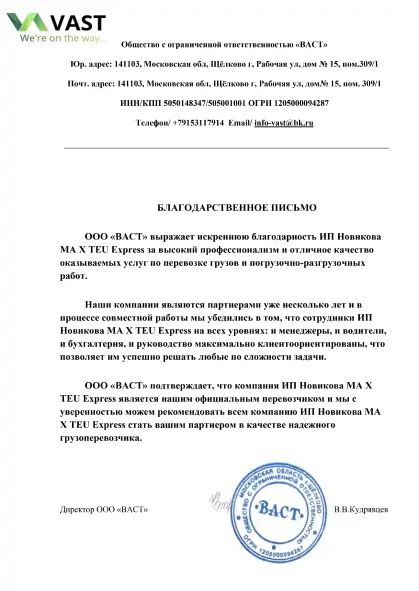 VAST
We're on the way...
Общество с ограниченной ответственностью «ВАСТ»
Юр. адрес: 141103, Московская обл, Щёлково г, Рабочая ул, дом № 15, пом.309/1
Почт. адрес: 141103, Московская обл, Щёлково г, Рабочая ул, дом№ 15, пом. 309/1
ИНН/КПП 5050148347/505001001 ОГРН 1205000094287
Телефон/ +79153117914 Email/ info-vast@bk.ru
БЛАГОДАРСТВЕННОЕ ПИСЬМО
ООО «ВАСТ» выражает искреннюю благодарность ИП Новикова
МА X TEU Express за высокий профессионализм и отличное качество
оказываемых услуг по перевозке грузов и погрузочно-разгрузочных
работ.
Наши компании являются партнерами уже несколько лет и в
процессе совместной работы мы убедились в том, что сотрудники ИП
Новикова МА X TEU Express на всех уровнях: и менеджеры, и водители,
и бухгалтерия, и руководство максимально клиентоориентированы, что
позволяет им успешно решать любые по сложности задачи.
ООО «ВАСТ» подтверждает, что компания ИП Новикова МА X
TEU Express является нашим официальным перевозчиком и мы с
уверенностью можем рекомендовать всем компанию ИП Новикова МА
X TEU Express стать вашим партнером в качестве надежного
грузоперевозчика.
Директор ООО «ВАСТ»
В.В.Кудрявцев
МОСКОВСКАЯ ОБЛАСТЬ г.ЩЁЛКОВО
ОБЩЕСТВО С ОГРАНИЧЕННОЙ ОТВЕТСТВЕННОСТЬЮ
«ВАСТ»
ОГРН 1205000094287